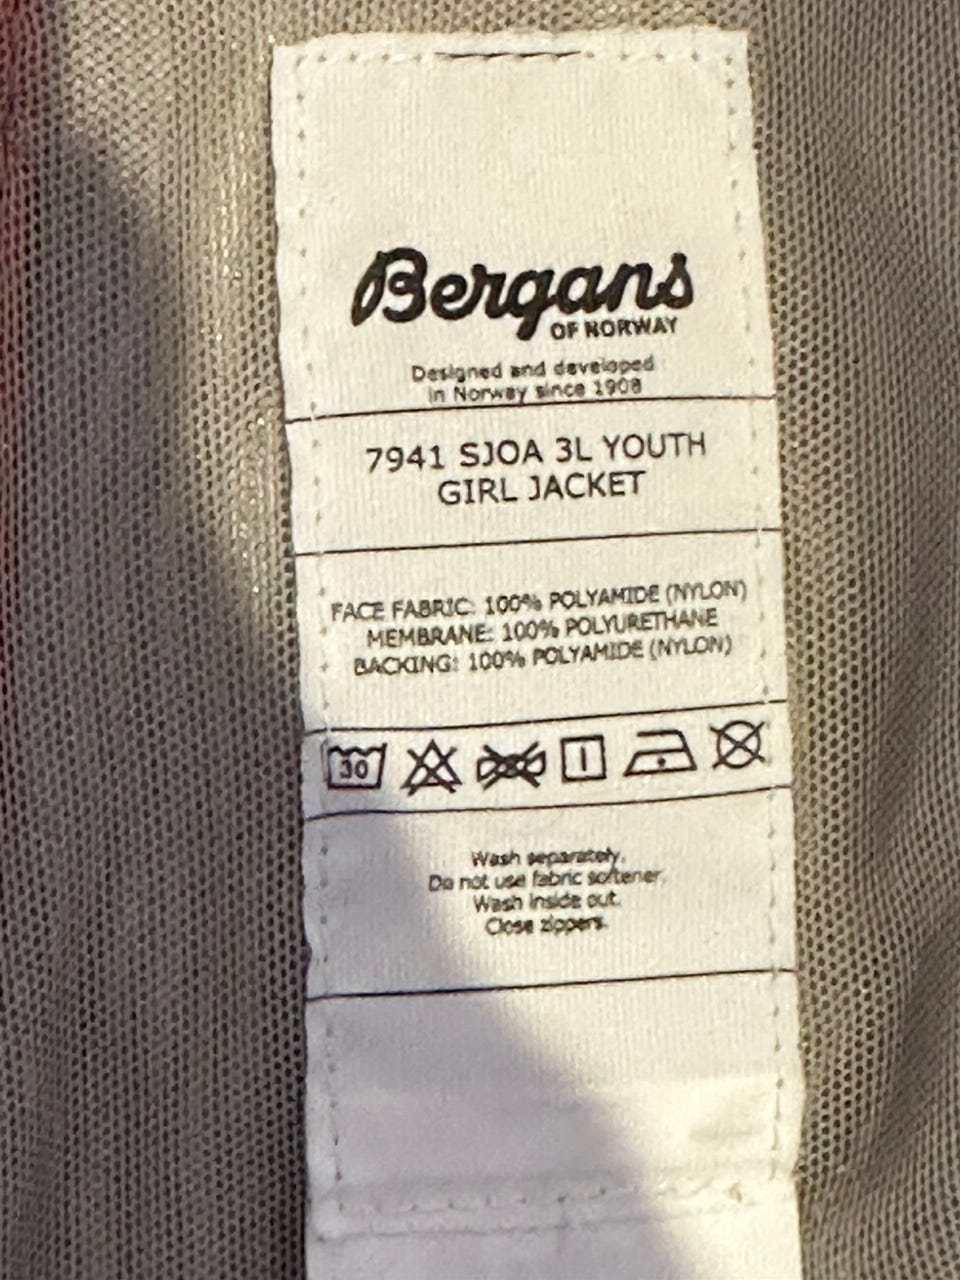 Bergans
OF NORWAY
Designed and developed
in Norway since 1908
7941 SJOA 3L YOUTH
GIRL JACKET
FACE FABRIC: 100% POLYAMIDE (NYLON)
MEMBRANE: 100% POLYURETHANE
BACKING: 100% POLYAMIDE (NYLON)
30
Wash separately.
Do not use fabric softener.
Wash inside out.
Close zippers.